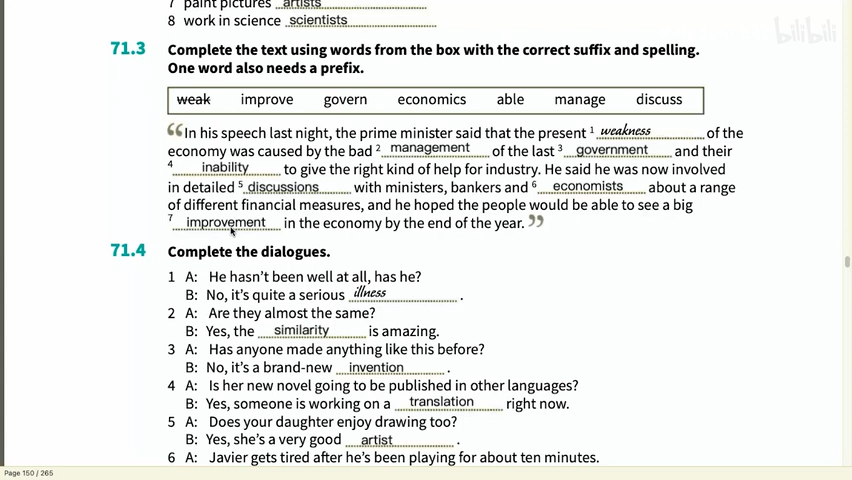 7 paint pictures artists
8 work in science scientists
bilibili
71.3 Complete the text using words from the box with the correct suffix and spelling.
One word also needs a prefix.
weak improve govern economics able manage discuss
“In his speech last night, the prime minister said that the present 1 weakness of the
economy was caused by the bad 2 management of the last 3 government and their
4 inability to give the right kind of help for industry. He said he was now involved
in detailed 5 discussions with ministers, bankers and 6 economists about a range
of different financial measures, and he hoped the people would be able to see a big
7 improvement in the economy by the end of the year.”
71.4 Complete the dialogues.
1 A: He hasn't been well at all, has he?
B: No, it's quite a serious illness.
2 A: Are they almost the same?
B: Yes, the similarity is amazing.
3 A: Has anyone made anything like this before?
B: No, it's a brand-new invention.
4 A: Is her new novel going to be published in other languages?
B: Yes, someone is working on a translation right now.
5 A: Does your daughter enjoy drawing too?
B: Yes, she's a very good artist.
6 A: Javier gets tired after he's been playing for about ten minutes.
Page 150 / 265